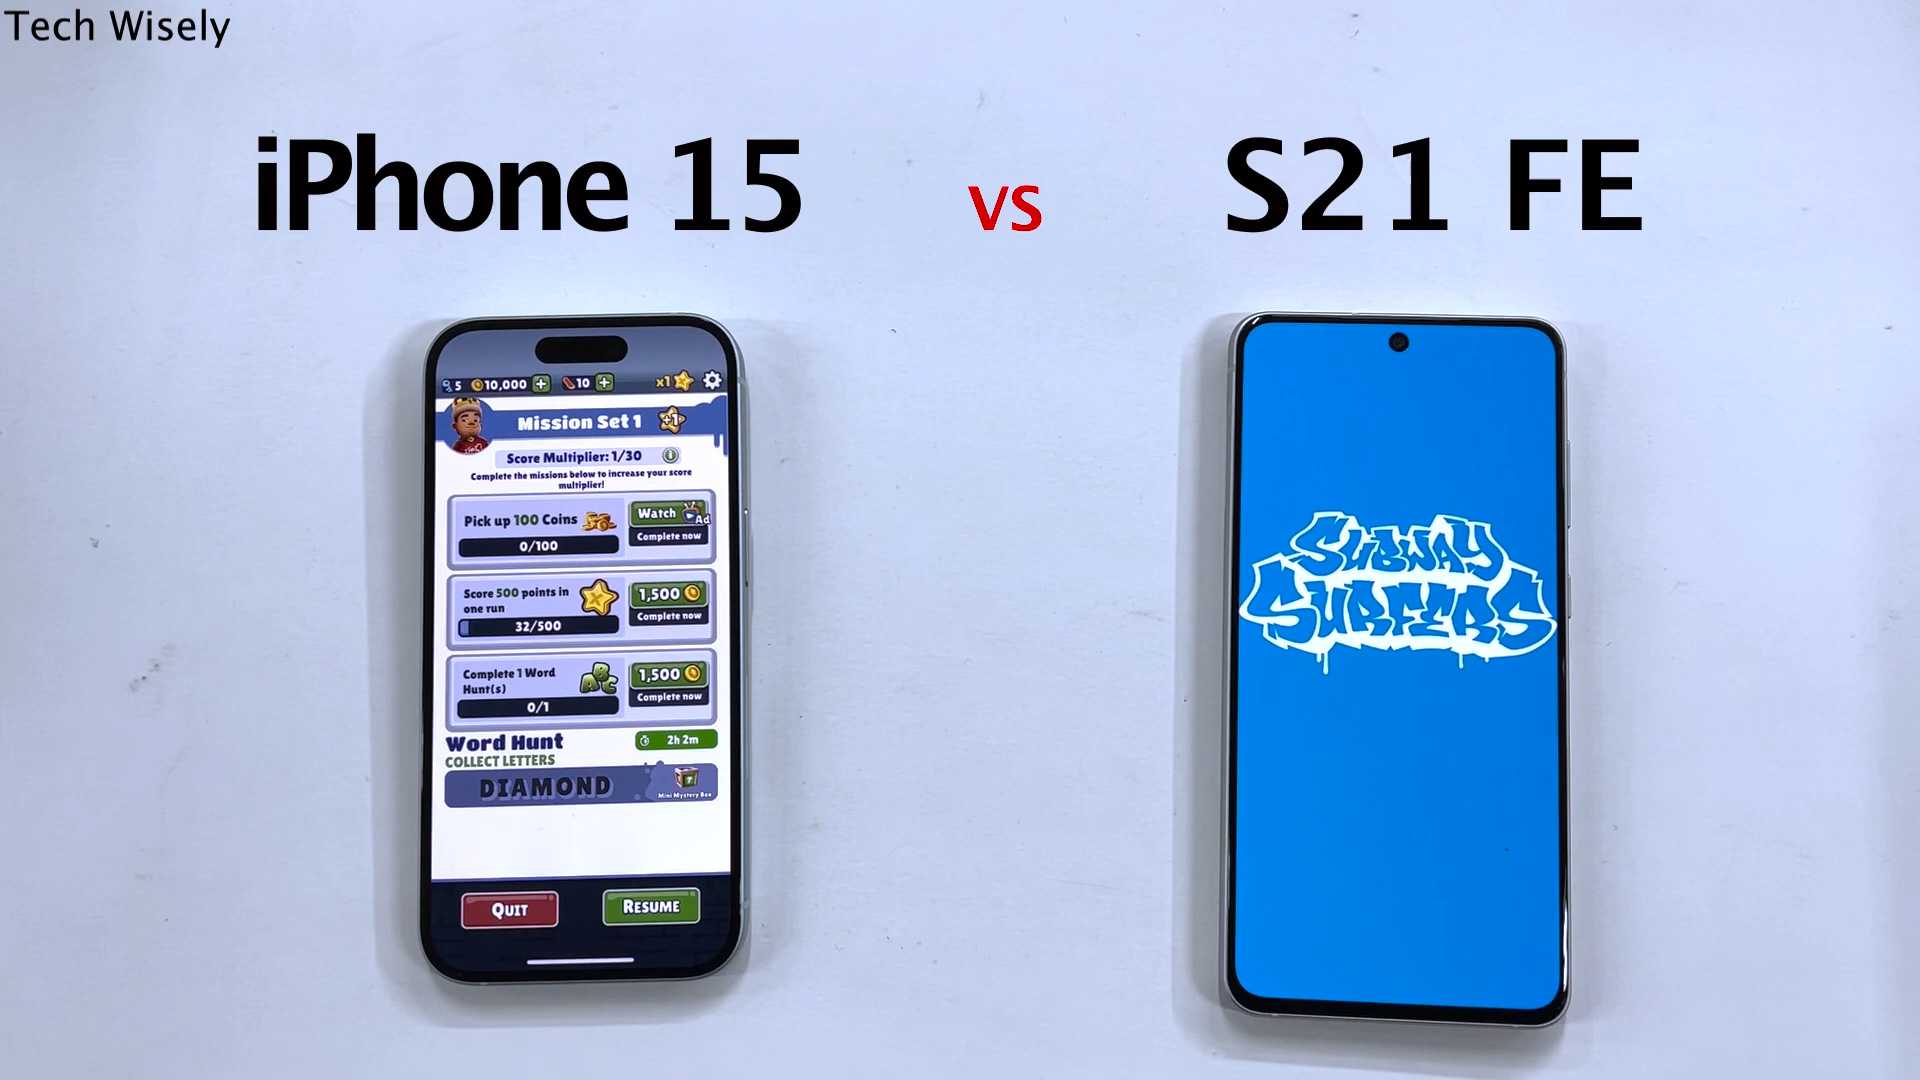 Tech Wisely
iPhone 15 vs S21 FE
5 10,000 + 10 + x1
Mission Set 1 +1
Score Multiplier: 1/30 i
Complete the missions below to increase your score
multiplier!
Pick up 100 Coins
0/100
Watch Ad
Complete now
Score 500 points in
one run
32/500
1,500
Complete now
Complete 1 Word
Hunt(s)
0/1
ABC
1,500
Complete now
Word Hunt
2h 2m
COLLECT LETTERS
DIAMOND
?
Mini Mystery Box
QUIT
RESUME
SUBWAY
SURFERS